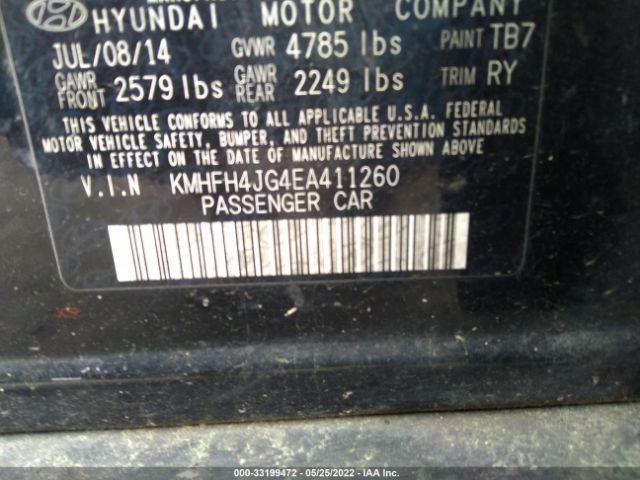 HYUNDAI MOTOR COMPANY
JUL/08/14 GVWR 4785 lbs PAINT TB7
GAWR FRONT 2579 lbs GAWR REAR 2249 lbs TRIM RY
THIS VEHICLE CONFORMS TO ALL APPLICABLE U.S.A. FEDERAL
MOTOR VEHICLE SAFETY, BUMPER, AND THEFT PREVENTION STANDARDS
IN EFFECT ON THE DATE OF MANUFACTURE SHOWN ABOVE.
V.I.N KMHFH4JG4EA411260
PASSENGER CAR
000-33199472 - 05/25/2022 - IAA Inc.